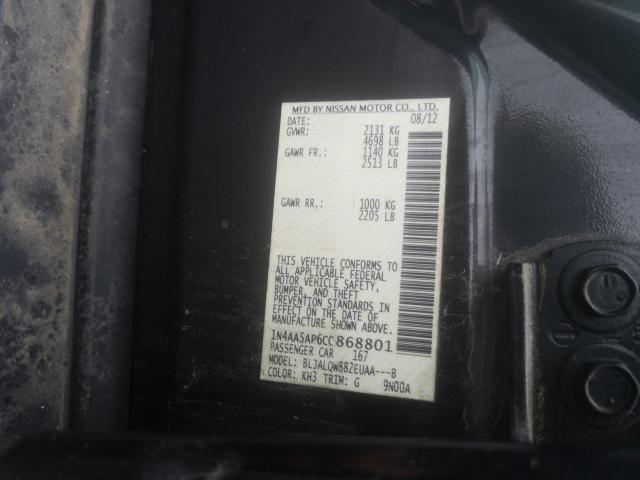 MFD BY NISSAN MOTOR CO., LTD.
DATE: 08/12
GVWR: 2131 KG
4698 LB
GAWR FR.: 1140 KG
2513 LB
GAWR RR.: 1000 KG
2205 LB
THIS VEHICLE CONFORMS TO
ALL APPLICABLE FEDERAL
MOTOR VEHICLE SAFETY,
BUMPER, AND THEFT
PREVENTION STANDARDS IN
EFFECT ON THE DATE OF
MANUFACTURE SHOWN ABOVE.
1N4AA5AP6CC868801
PASSENGER CAR 167
MODEL: BLJALQW882EUAA---B
COLOR: KH3 TRIM: G 9N00A